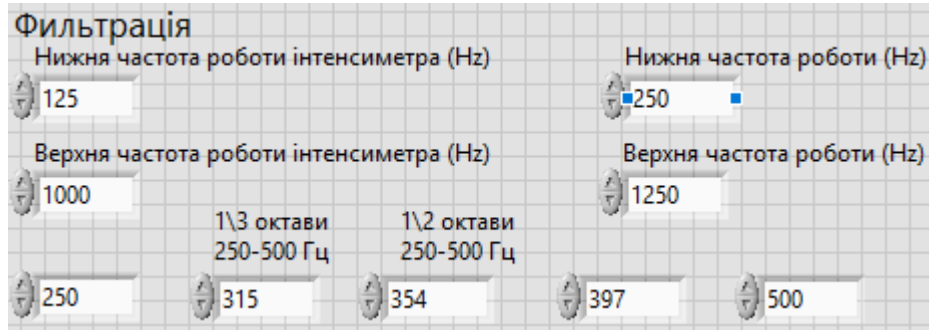 Фильтрація
Нижня частота роботи інтенсиметра (Hz)
Нижня частота роботи (Hz)
125
250
Верхня частота роботи інтенсиметра (Hz)
Верхня частота роботи (Hz)
1000
1250
1\3 октави
250-500 Гц
1\2 октави
250-500 Гц
250
315
354
397
500